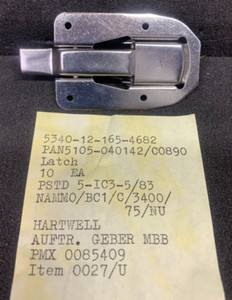 5340-12-165-4682
PAN5105-040142/C0890
Latch
10 EA
PSTD 5-IC3-5/83
NAMMO/BC1/C/3400/
75/NU
HARTWELL
AUFTR. GEBER MBB
PMX 0085409
Item 0027/U